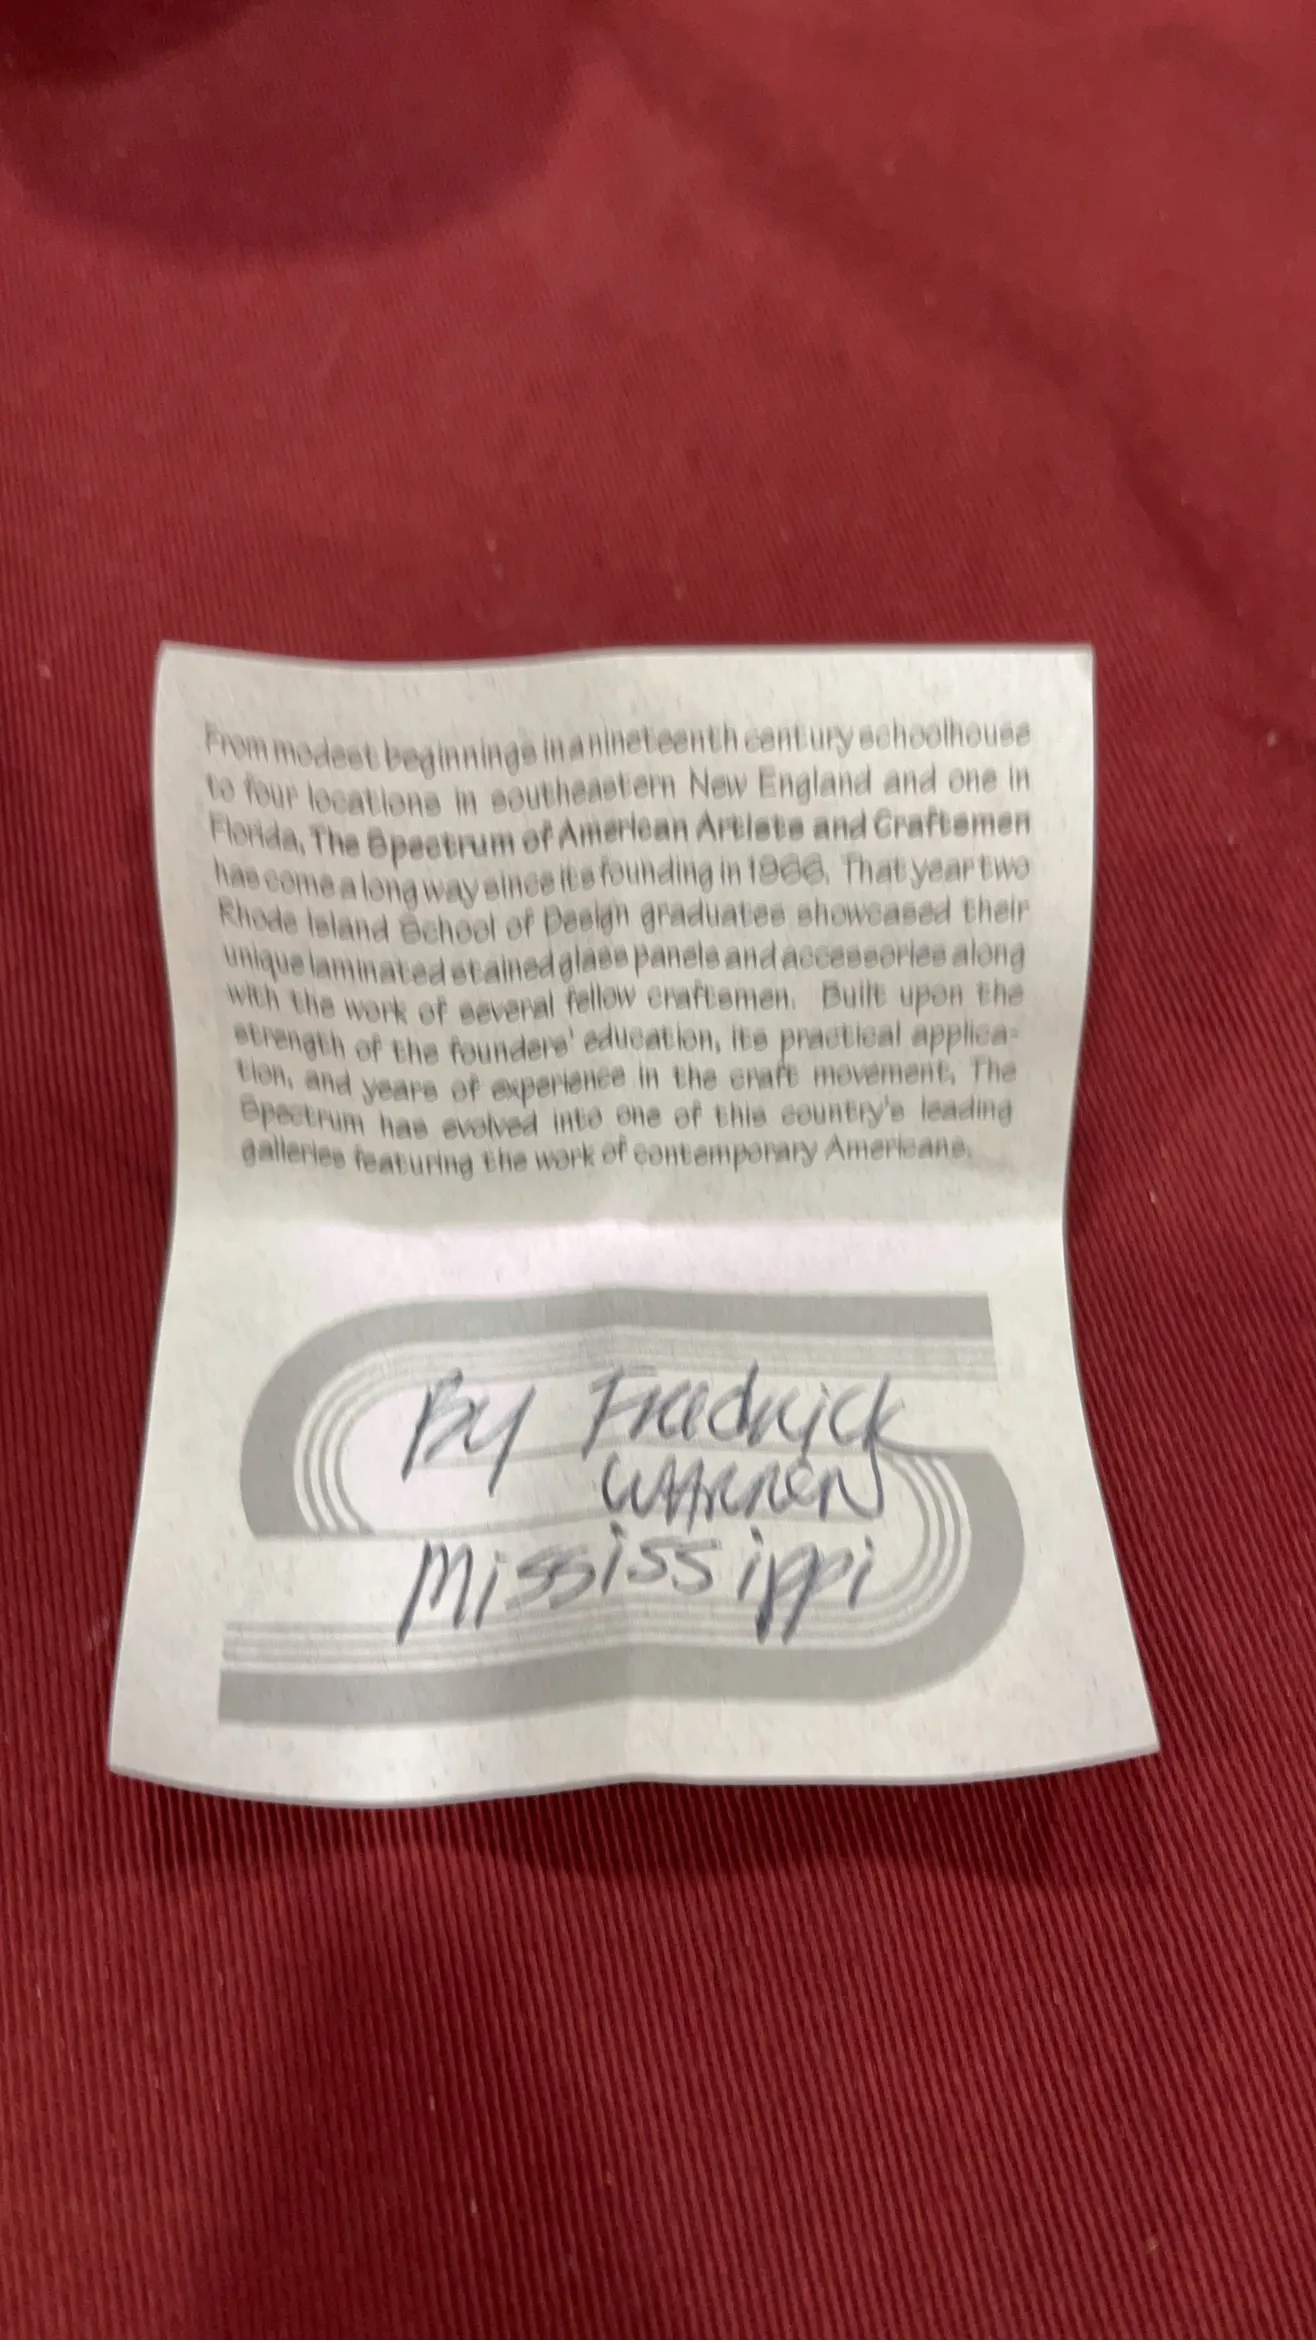 From modest beginnings in a nineteenth century schoolhouse
to four locations in southeastern New England and one in
Florida, The Spectrum of American Artists and Craftsmen
has come a long way since its founding in 1966. That year two
Rhode Island School of Design graduates showcased their
unique laminated stained glass panels and accessories along
with the work of several fellow craftsmen. Built upon the
strength of the founders' education, its practical applica-
tion, and years of experience in the craft movement, The
Spectrum has evolved into one of this country's leading
galleries featuring the work of contemporary Americans.
By Fredrick
WARREN
Mississippi